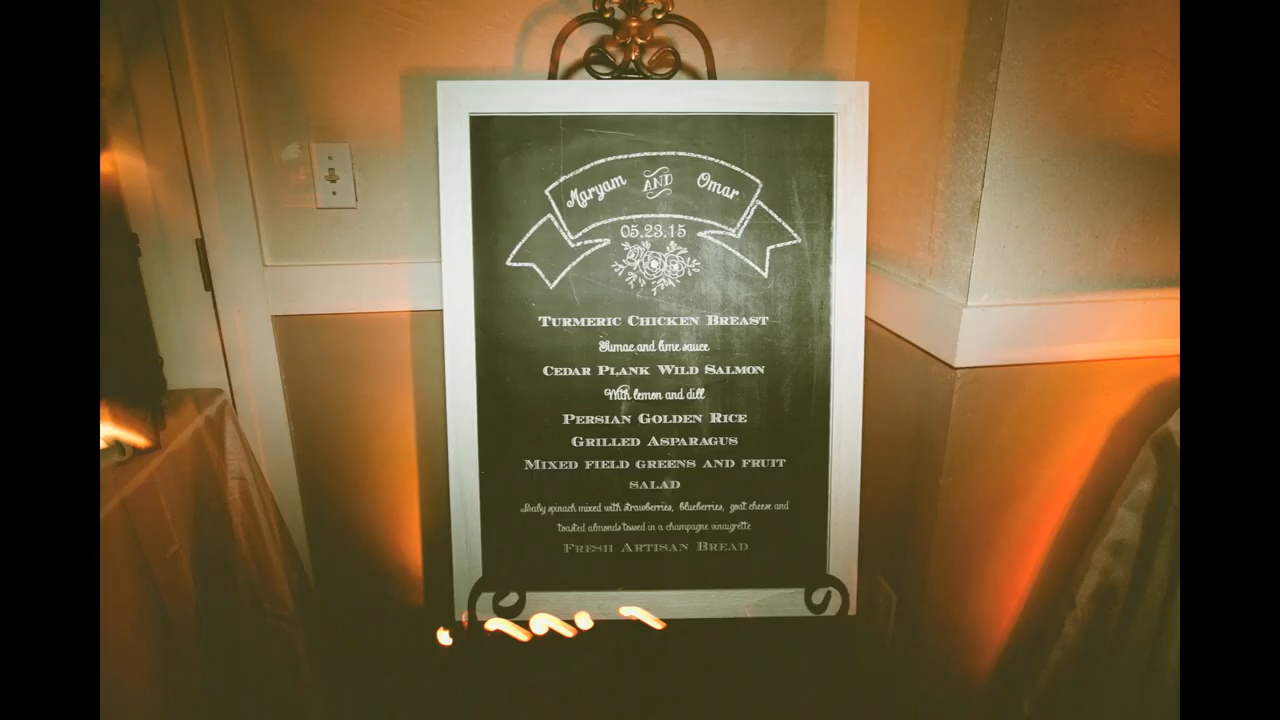 Maryam AND Omar
05.23.15
TURMERIC CHICKEN BREAST
Sumac and lime sauce
CEDAR PLANK WILD SALMON
With lemon and dill
PERSIAN GOLDEN RICE
GRILLED ASPARAGUS
MIXED FIELD GREENS AND FRUIT
SALAD
Baby spinach mixed with strawberries, blueberries, goat cheese and
toasted almonds tossed in a champagne vinaigrette
FRESH ARTISAN BREAD